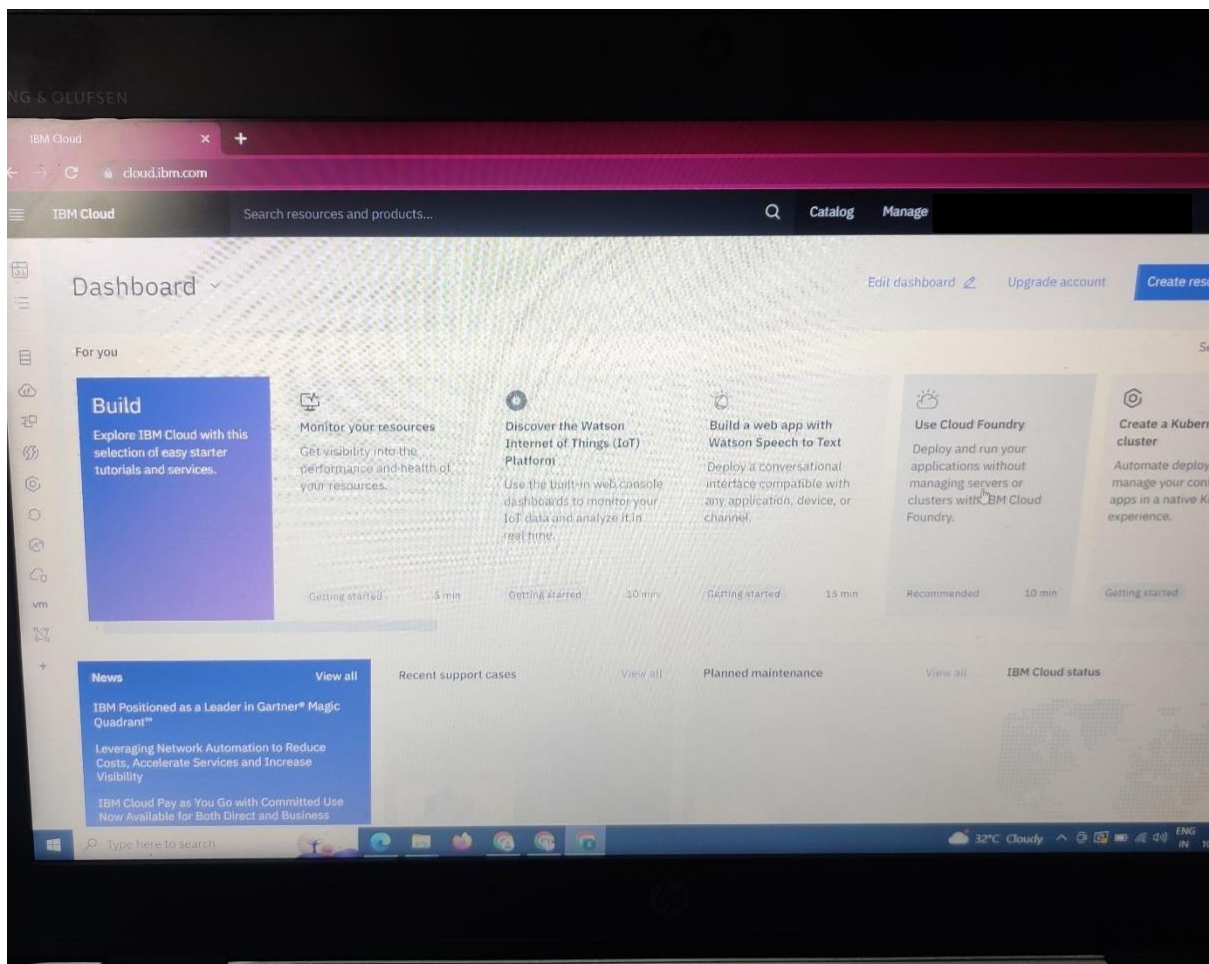 NG & OLUFSEN
IBM Cloud
cloud.ibm.com
IBM Cloud
Search resources and products...
Catalog
Manage
Dashboard
Edit dashboard
Upgrade account
Create
For you
Build
Explore IBM Cloud with this
selection of easy starter
tutorials and services.
Monitor your resources
Get visibility into the
performance and health of
your resources.
Getting started
5 min
Discover the Watson
Internet of Things (IoT)
Platform
Use the built-in web console
dashboards to monitor your
IoT data and analyze it in
real time.
Getting started
10 min
Build a web app with
Watson Speech to Text
Deploy a conversational
interface compatible with
any application, device, or
channel.
Getting started
15 min
Use Cloud Foundry
Deploy and run your
applications without
managing servers or
clusters with IBM Cloud
Foundry.
Recommended
10 min
Create a
cluster
Automate
manage your
apps in a native
experience.
Getting started
vm
News
View all
IBM Positioned as a Leader in Gartner® Magic
Quadrant™
Leveraging Network Automation to Reduce
Costs, Accelerate Services and Increase
Visibility
IBM Cloud Pay as You Go with Committed Use
Now Available for Both Direct and Business
Recent support cases
View all
Planned maintenance
View all
IBM Cloud status
Type here to search
32°C Cloudy
ENG
IN
hp